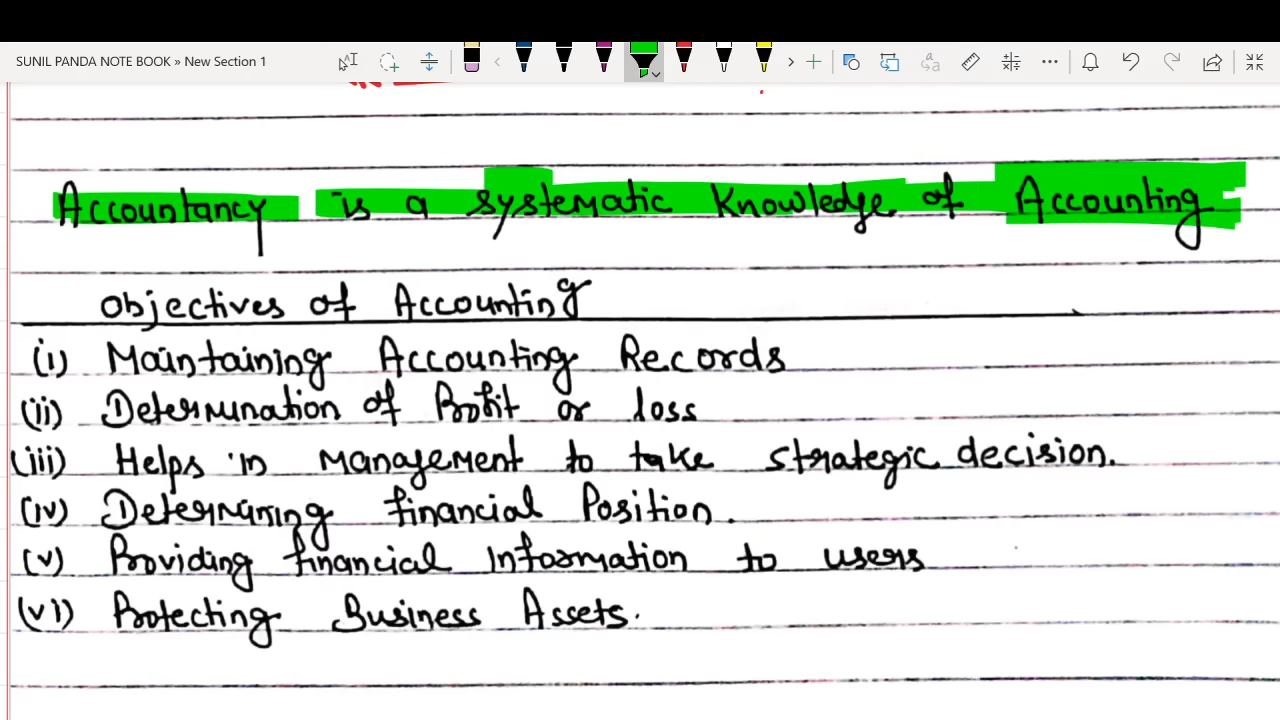 SUNIL PANDA NOTE BOOK » New Section 1
Accountancy is a systematic Knowledge of Accounting
Objectives of Accounting
(i) Maintaining Accounting Records
(ii) Determination of Profit or loss
(iii) Helps in management to take strategic decision.
(iv) Determining financial Position.
(v) Providing financial Information to users
(vi) Protecting Business Assets.